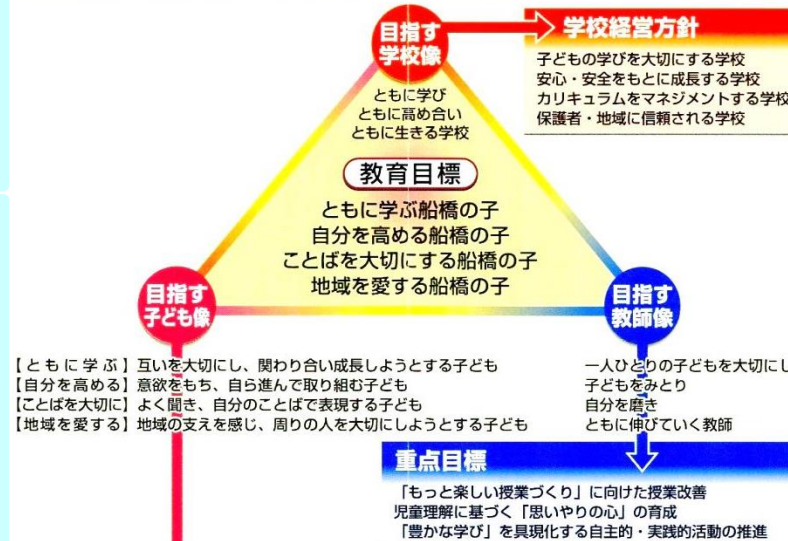 目指す
学校像
ともに学び
ともに高め合い
ともに生きる学校
学校経営方針
子どもの学びを大切にする学校
安心・安全をもとに成長する学校
カリキュラムをマネジメントする学校
保護者・地域に信頼される学校
教育目標
ともに学ぶ船橋の子
自分を高める船橋の子
ことばを大切にする船橋の子
地域を愛する船橋の子
目指す
子ども像
【ともに学ぶ】互いを大切にし、関わり合い成長しようとする子ども
【自分を高める】意欲をもち、自ら進んで取り組む子ども
【ことばを大切に】よく聞き、自分のことばで表現する子ども
【地域を愛する】地域の支えを感じ、周りの人を大切にしようとする子ども
目指す
教師像
一人ひとりの子どもを大切にし
子どもをみとり
自分を磨き
ともに伸びていく教師
重点目標
「もっと楽しい授業づくり」に向けた授業改善
児童理解に基づく「思いやりの心」の育成
「豊かな学び」を具現化する自主的・実践的活動の推進